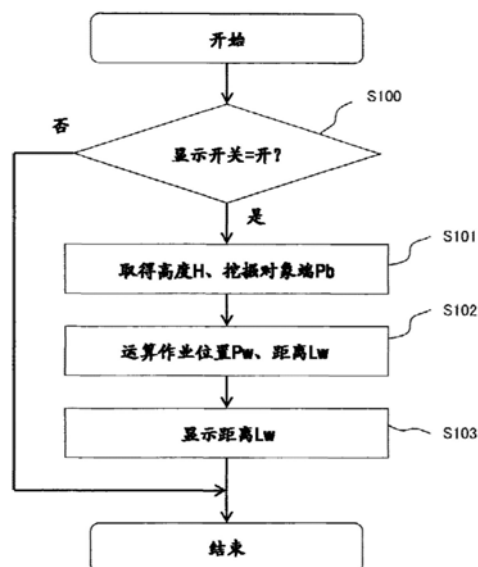 开始
S100
否
显示开关=开?
是
S101
取得高度H、挖掘对象端Pb
S102
运算作业位置Pw、距离Lw
显示距离Lw
S103
结束